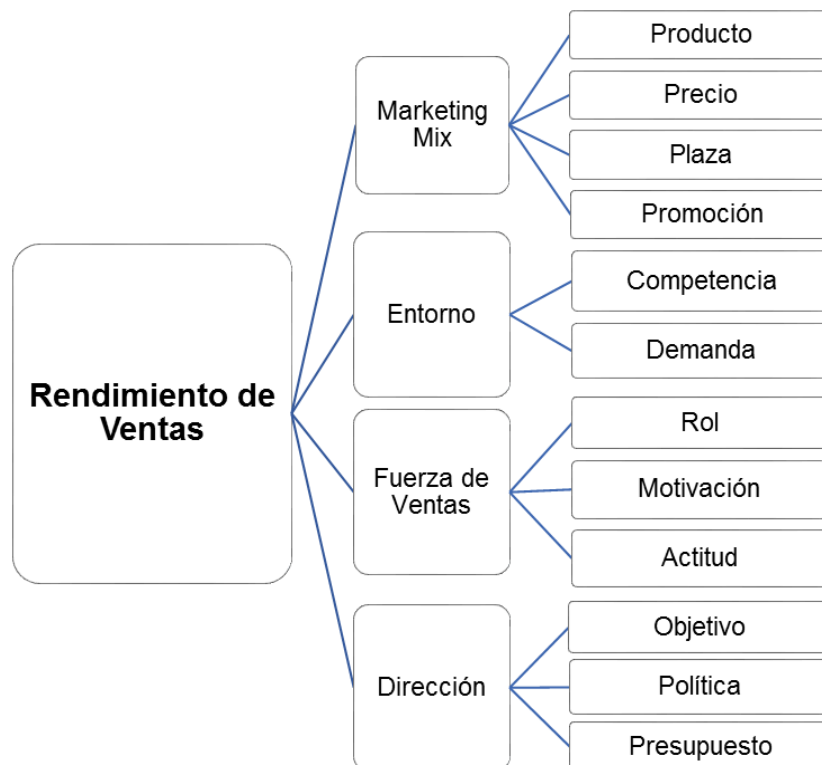 Rendimiento de
Ventas
Marketing
Mix
Producto
Precio
Plaza
Promoción
Entorno
Competencia
Demanda
Fuerza de
Ventas
Rol
Motivación
Actitud
Dirección
Objetivo
Política
Presupuesto